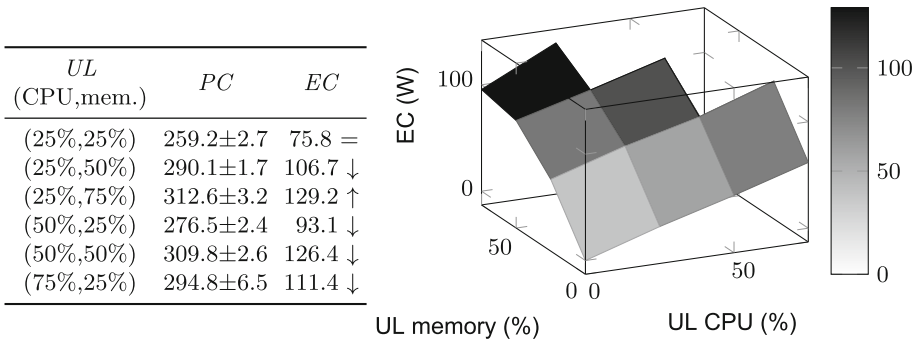 UL
(CPU,mem.) PC EC
(25%,25%) 259.2±2.7 75.8 =
(25%,50%) 290.1±1.7 106.7 ↓
(25%,75%) 312.6±3.2 129.2 ↑
(50%,25%) 276.5±2.4 93.1 ↓
(50%,50%) 309.8±2.6 126.4 ↓
(75%,25%) 294.8±6.5 111.4 ↓
EC (W)
100
0
50
0
UL memory (%)
0
50
UL CPU (%)
100
50
0